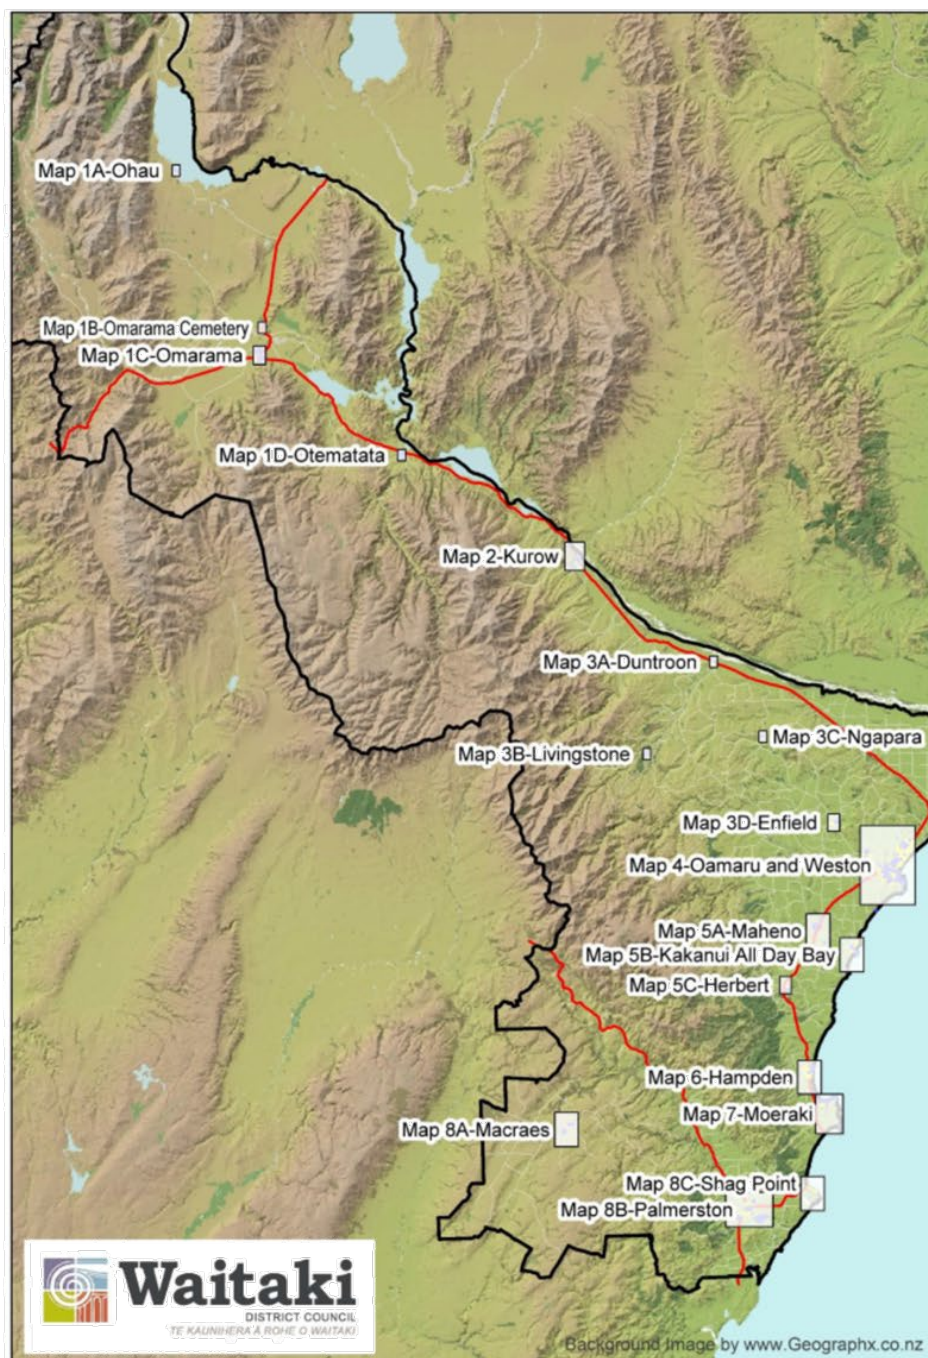 Map 1A-Ohau
Map 1B-Omarama Cemetery
Map 1C-Omarama
Map 1D-Otematata
Map 2-Kurow
Map 3A-Duntroon
Map 3C-Ngapara
Map 3B-Livingstone
Map 3D-Enfield
Map 4-Oamaru and Weston
Map 5A-Maheno
Map 5B-Kakanui All Day Bay
Map 5C-Herbert
Map 6-Hampden
Map 7-Moeraki
Map 8A-Macraes
Map 8C-Shag Point
Map 8B-Palmerston
Waitaki
DISTRICT COUNCIL
TE KAUNIHERA Ā ROHE O WAITAKI
Background Image by www.Geographx.co.nz